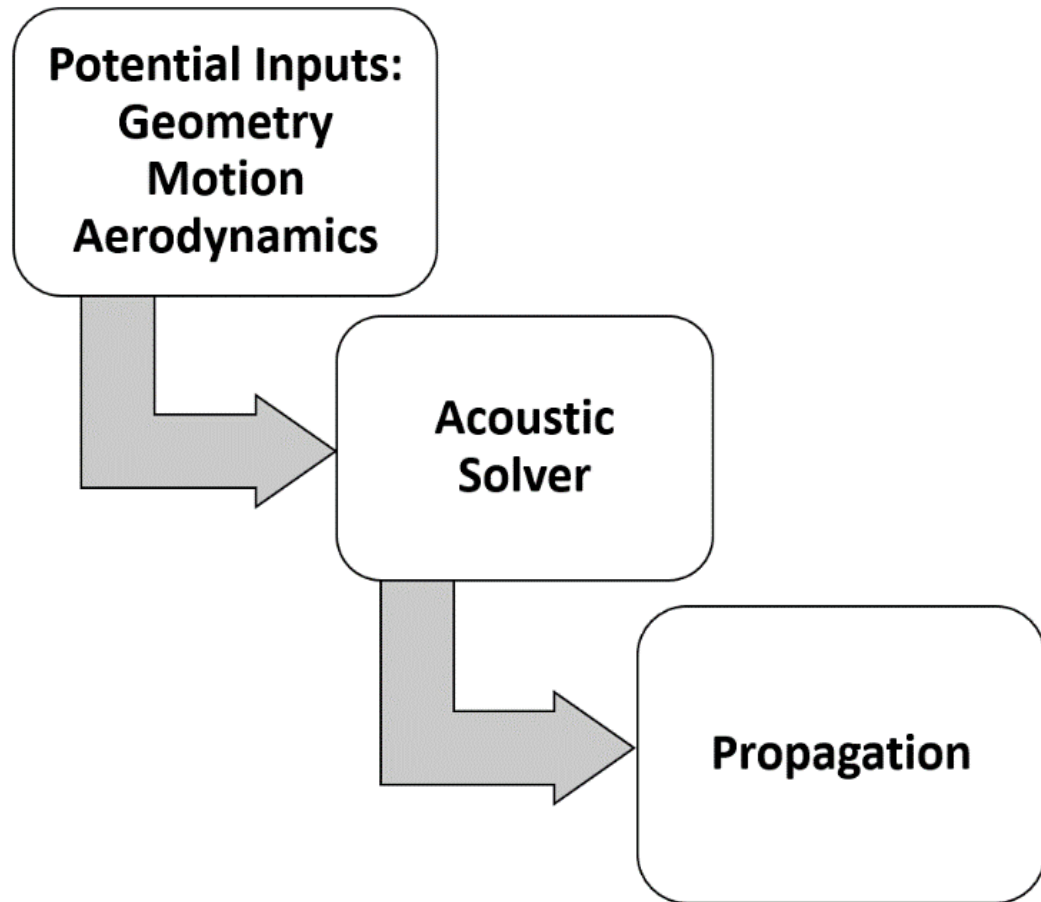 Potential Inputs:
Geometry
Motion
Aerodynamics
Acoustic
Solver
Propagation